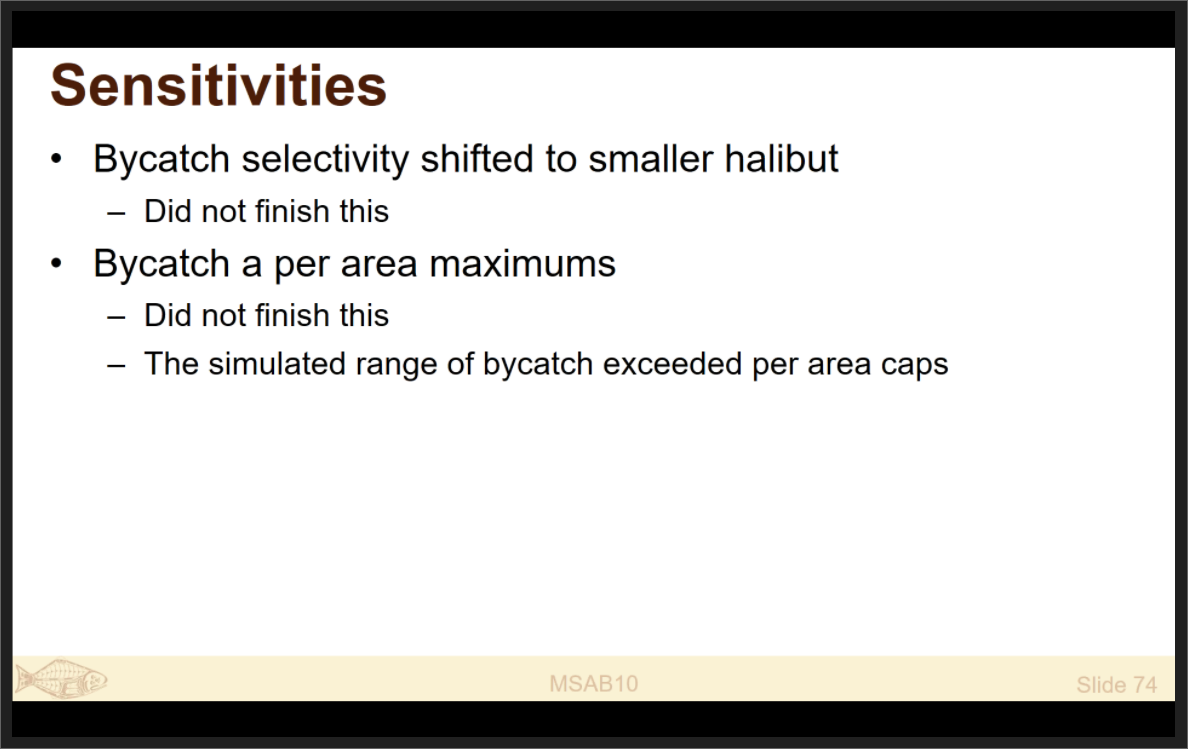 Sensitivities
• Bycatch selectivity shifted to smaller halibut
– Did not finish this
• Bycatch a per area maximums
– Did not finish this
– The simulated range of bycatch exceeded per area caps
MSAB10
Slide 74